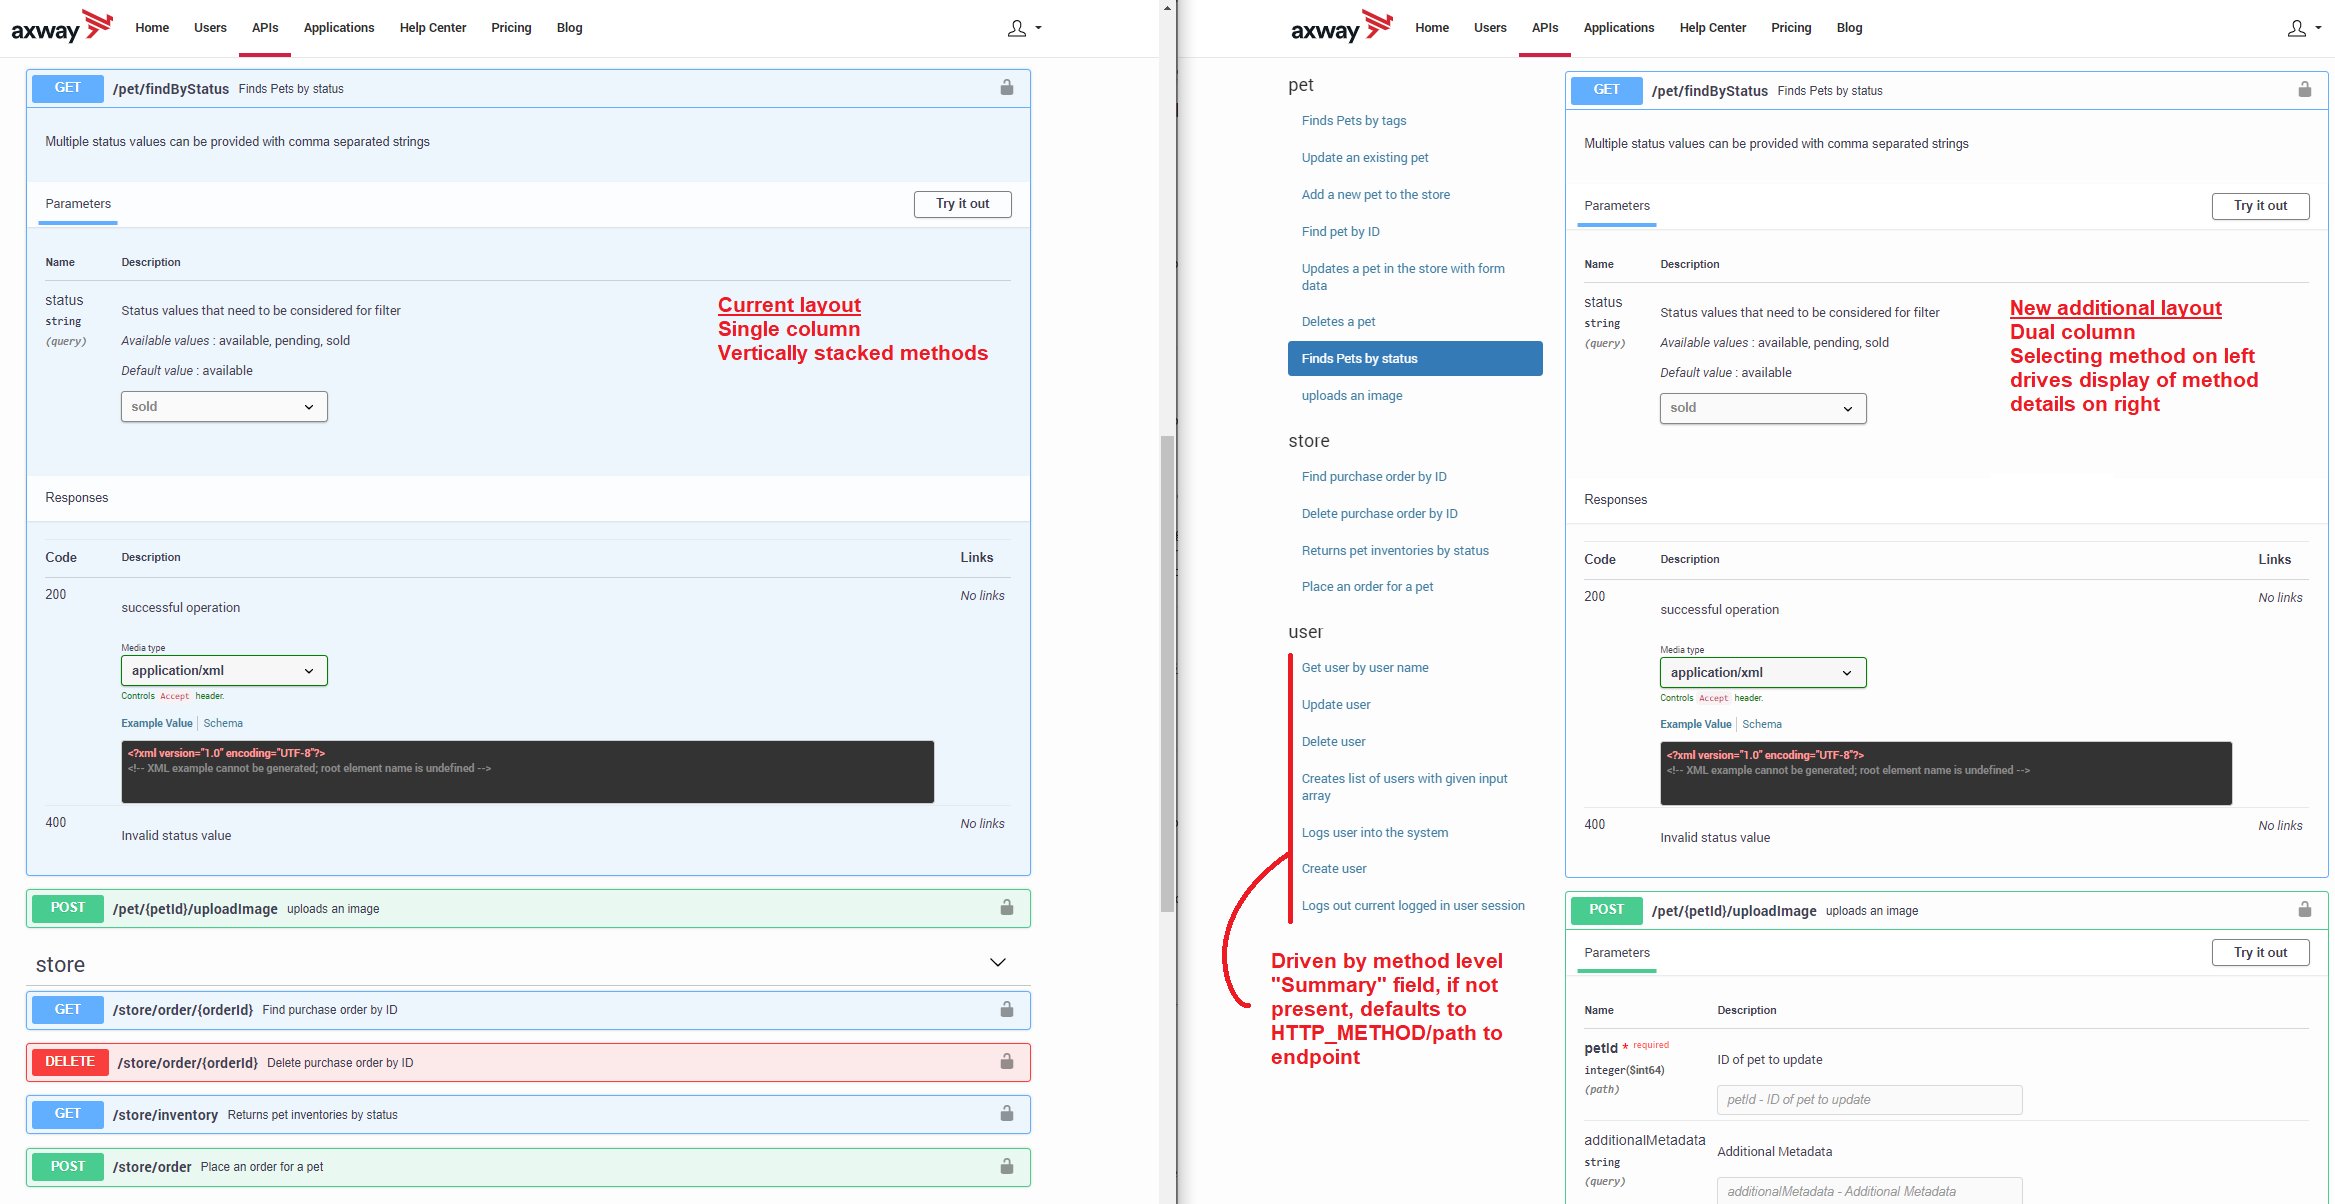 axway
Home Users APIs Applications Help Center Pricing Blog
GET /pet/findByStatus Finds Pets by status
Multiple status values can be provided with comma separated strings
Parameters
Try it out
Name Description
status
string
(query)
Status values that need to be considered for filter
Available values : available, pending, sold
Default value : available
sold
Current layout
Single column
Vertically stacked methods
Responses
Code Description Links
200
successful operation
No links
Media type
application/xml
Controls Accept header.
Example Value Schema
<?xml version="1.0" encoding="UTF-8"?>
<!-- XML example cannot be generated; root element name is undefined -->
400
Invalid status value
No links
POST /pet/{petId}/uploadImage uploads an image
store
GET /store/order/{orderId} Find purchase order by ID
DELETE /store/order/{orderId} Delete purchase order by ID
GET /store/inventory Returns pet inventories by status
POST /store/order Place an order for a pet
axway
Home Users APIs Applications Help Center Pricing Blog
pet
Finds Pets by tags
Update an existing pet
Add a new pet to the store
Find pet by ID
Updates a pet in the store with form
data
Deletes a pet
Finds Pets by status
uploads an image
store
Find purchase order by ID
Delete purchase order by ID
Returns pet inventories by status
Place an order for a pet
user
Get user by user name
Update user
Delete user
Creates list of users with given input
array
Logs user into the system
Create user
Logs out current logged in user session
Driven by method level
"Summary" field, if not
present, defaults to
HTTP_METHOD/path to
endpoint
GET /pet/findByStatus Finds Pets by status
Multiple status values can be provided with comma separated strings
Parameters
Try it out
Name Description
status
string
(query)
Status values that need to be considered for filter
Available values : available, pending, sold
Default value : available
sold
New additional layout
Dual column
Selecting method on left
drives display of method
details on right
Responses
Code Description Links
200
successful operation
No links
Media type
application/xml
Controls Accept header.
Example Value Schema
<?xml version="1.0" encoding="UTF-8"?>
<!-- XML example cannot be generated; root element name is undefined -->
400
Invalid status value
No links
POST /pet/{petId}/uploadImage uploads an image
Parameters
Try it out
Name Description
petId * required
integer($int64)
(path)
ID of pet to update
petId - ID of pet to update
additionalMetadata
string
(query)
Additional Metadata
additionalMetadata - Additional Metadata